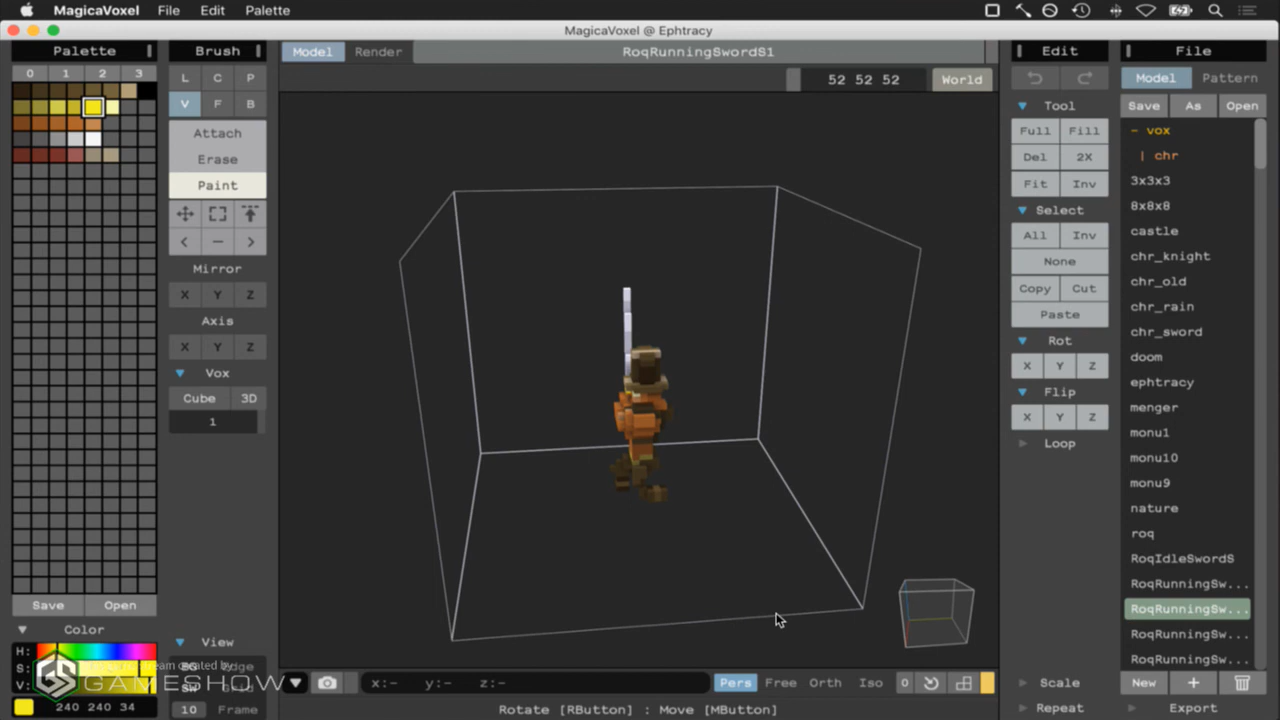 MagicaVoxel File Edit Palette
MagicaVoxel @ Ephtracy
Palette
0 1 2 3
Save Open
Color
H:
S:
V:
240 240 34
GAMESHOW
Brush
L C P
V F B
Attach
Erase
Paint
< - >
Mirror
X Y Z
Axis
X Y Z
Vox
Cube 3D
1
View
BG Edge
SW Grid
10 Frame
Model Render RoqRunningSwordS1
52 52 52 World
x:- y:- z:- Pers Free Orth Iso 0
Rotate [RButton] : Move [MButton]
Edit
Tool
Full Fill
Del 2X
Fit Inv
Select
All Inv
None
Copy Cut
Paste
Rot
X Y Z
Flip
X Y Z
Loop
Scale
Repeat
File
Model Pattern
Save As Open
- vox
| chr
3x3x3
8x8x8
castle
chr_knight
chr_old
chr_rain
chr_sword
doom
ephtracy
menger
monu1
monu10
monu9
nature
roq
RoqIdleSwordS
RoqRunningSw...
RoqRunningSw...
RoqRunningSw...
RoqRunningSw...
New +
Export